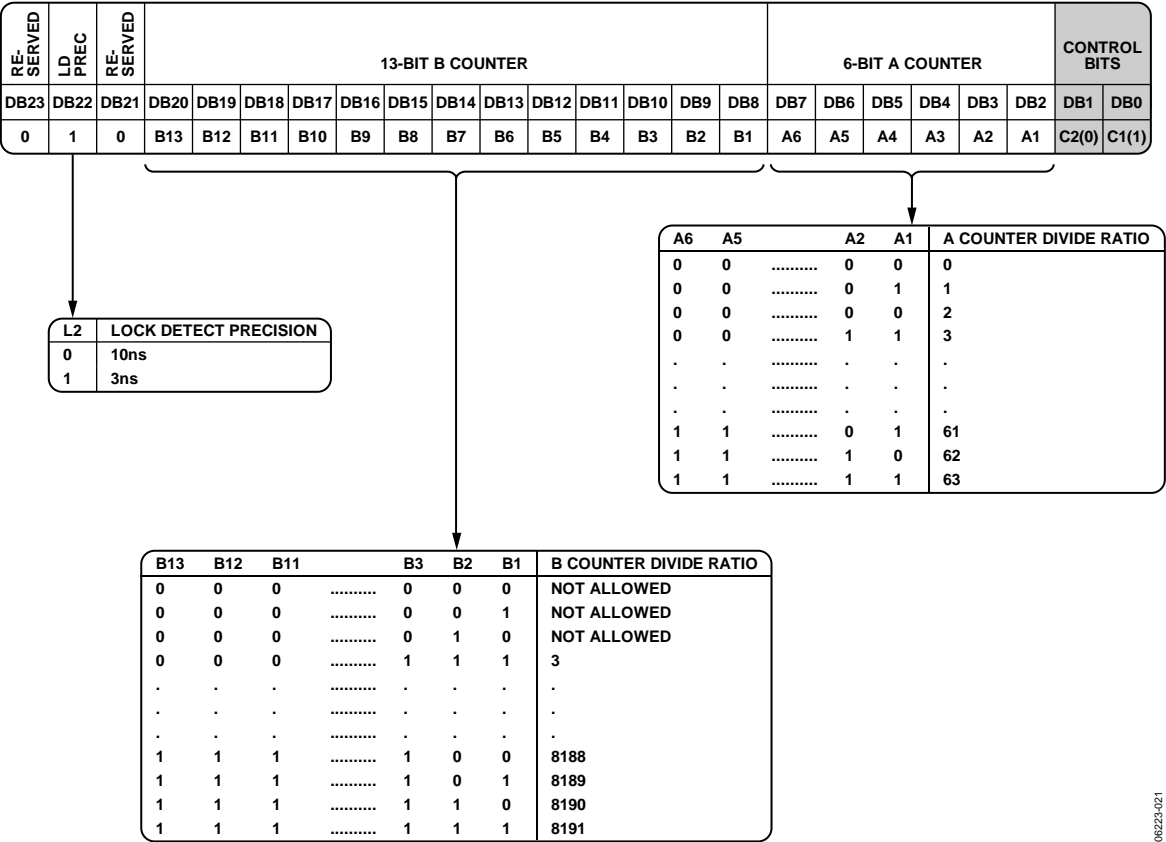 RE-
SERVED
LD
PREC
RE-
SERVED
13-BIT B COUNTER
6-BIT A COUNTER
CONTROL
BITS
DB23 DB22 DB21 DB20 DB19 DB18 DB17 DB16 DB15 DB14 DB13 DB12 DB11 DB10 DB9 DB8 DB7 DB6 DB5 DB4 DB3 DB2 DB1 DB0
0 1 0 B13 B12 B11 B10 B9 B8 B7 B6 B5 B4 B3 B2 B1 A6 A5 A4 A3 A2 A1 C2(0) C1(1)
A6 A5 A2 A1 A COUNTER DIVIDE RATIO
0 0 .......... 0 0 0
0 0 .......... 0 1 1
0 0 .......... 0 0 2
0 0 .......... 1 1 3
. . .......... . . .
. . .......... . . .
. . .......... . . .
1 1 .......... 0 1 61
1 1 .......... 1 0 62
1 1 .......... 1 1 63
L2 LOCK DETECT PRECISION
0 10ns
1 3ns
B13 B12 B11 B3 B2 B1 B COUNTER DIVIDE RATIO
0 0 0 .......... 0 0 0 NOT ALLOWED
0 0 0 .......... 0 0 1 NOT ALLOWED
0 0 0 .......... 0 1 0 NOT ALLOWED
0 0 0 .......... 1 1 1 3
. . . .......... . . . .
. . . .......... . . . .
. . . .......... . . . .
1 1 1 .......... 1 0 0 8188
1 1 1 .......... 1 0 1 8189
1 1 1 .......... 1 1 0 8190
1 1 1 .......... 1 1 1 8191
06223-021